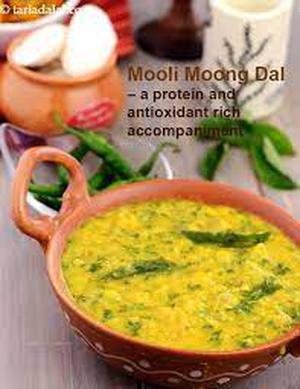 © tarladalal.com
Mooli Moong Dal
– a protein and
antioxidant rich
accompaniment